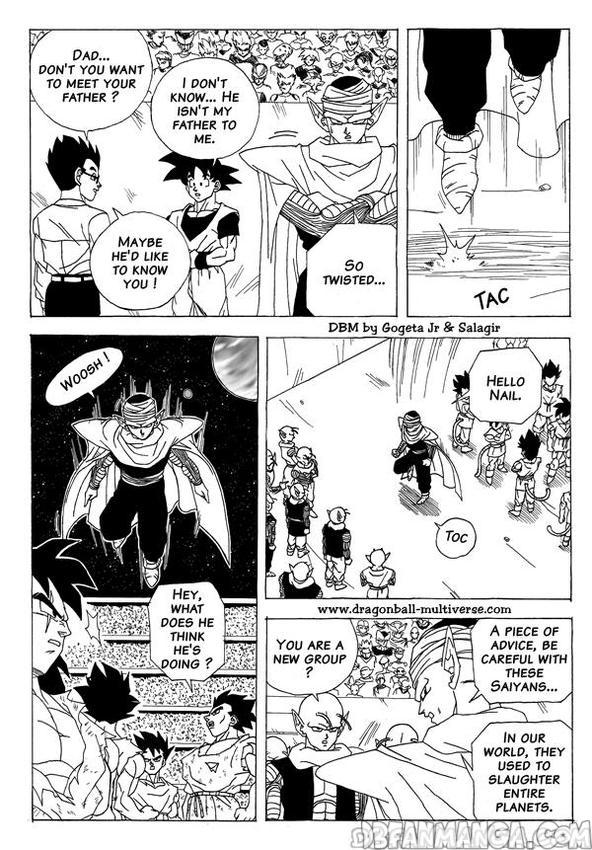 DAD...
DON'T YOU WANT
TO MEET YOUR
FATHER ?
I DON'T
KNOW... HE
ISN'T MY
FATHER TO
ME.
MAYBE
HE'D LIKE
TO KNOW
YOU !
SO
TWISTED...
TAC
DBM by Gogeta Jr & Salagir
WOOSH !
HELLO
NAIL.
TOC
HEY,
WHAT
DOES HE
THINK
HE'S
DOING ?
www.dragonball-multiverse.com
YOU ARE A
NEW GROUP
?
A PIECE OF
ADVICE, BE
CAREFUL WITH
THESE
SAIYANS...
IN OUR
WORLD, THEY
USED TO
SLAUGHTER
ENTIRE
PLANETS.
DBFANMANGA.COM